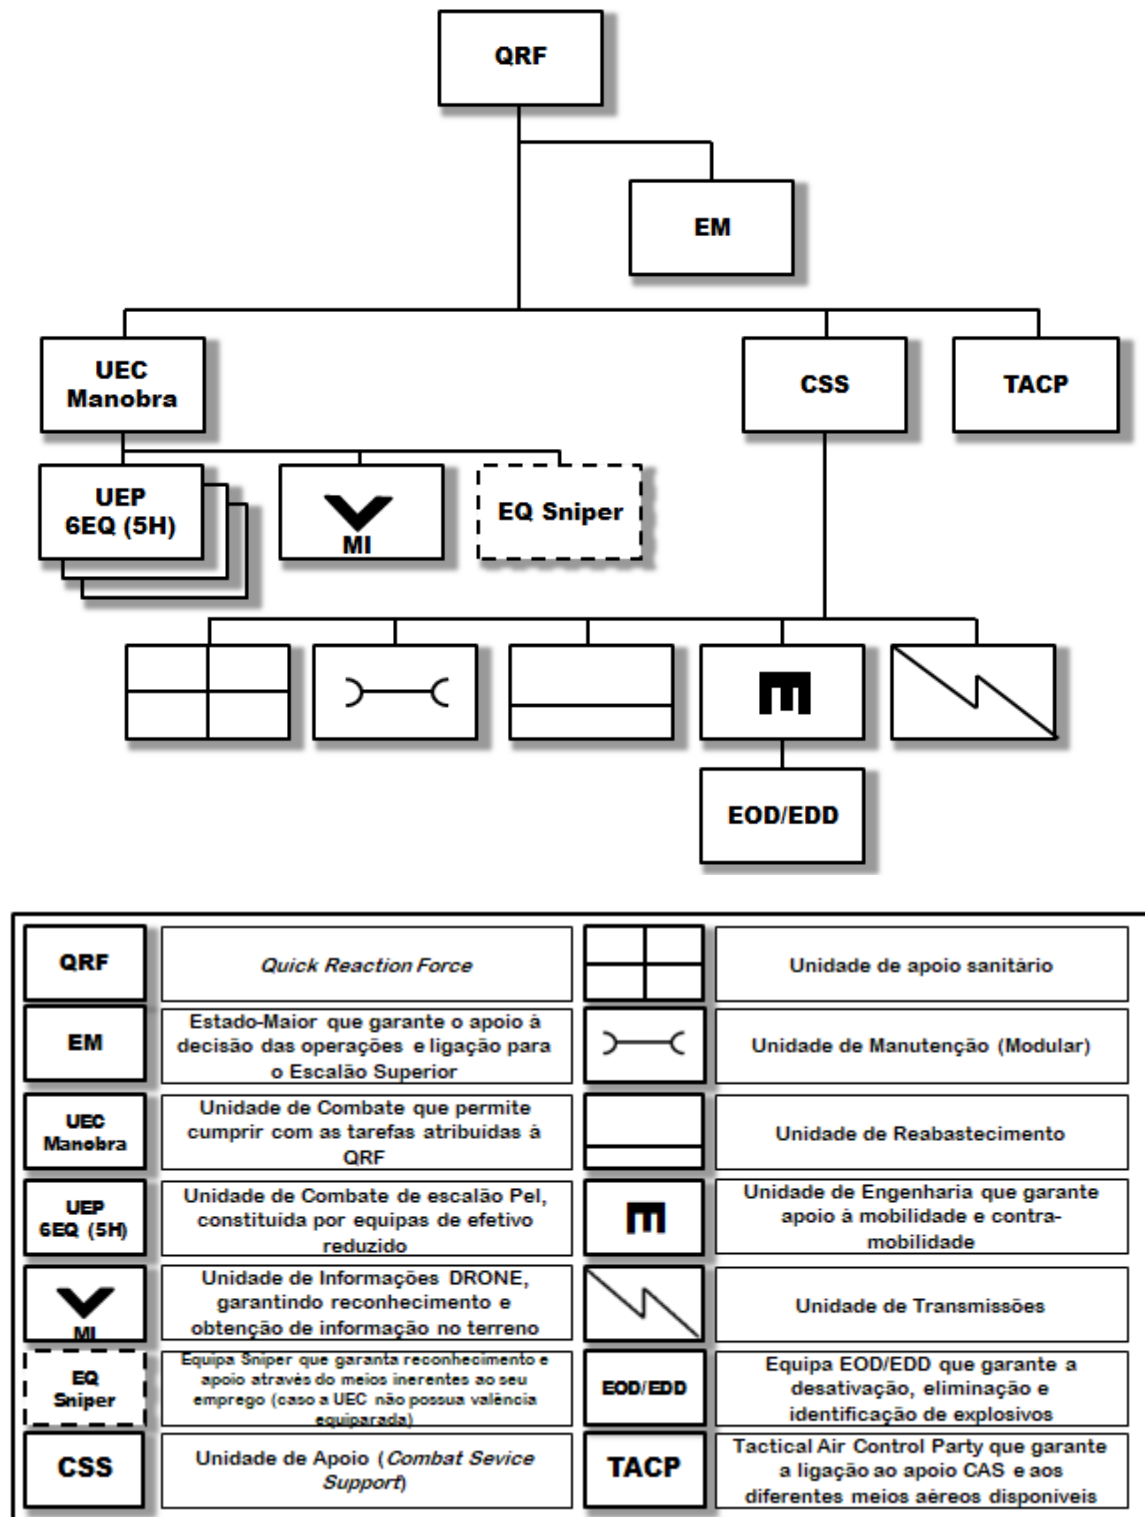 QRF
EM
UEC
Manobra
CSS
TACP
UEP
6EQ (5H)
MI
EQ Sniper
EOD/EDD
QRF
Quick Reaction Force
Unidade de apoio sanitário
EM
Estado-Maior que garante o apoio à
decisão das operações e ligação para
o Escalão Superior
Unidade de Manutenção (Modular)
UEC
Manobra
Unidade de Combate que permite
cumprir com as tarefas atribuídas à
QRF
Unidade de Reabastecimento
UEP
6EQ (5H)
Unidade de Combate de escalão Pel,
constituída por equipas de efetivo
reduzido
Unidade de Engenharia que garante
apoio à mobilidade e contra-
mobilidade
MI
Unidade de Informações DRONE,
garantindo reconhecimento e
obtenção de informação no terreno
Unidade de Transmissões
EQ
Sniper
Equipa Sniper que garanta reconhecimento e
apoio através do meios inerentes ao seu
emprego (caso a UEC não possua valência
equiparada)
EOD/EDD
Equipa EOD/EDD que garante a
desativação, eliminação e
identificação de explosivos
CSS
Unidade de Apoio (Combat Sevice
Support)
TACP
Tactical Air Control Party que garante
a ligação ao apoio CAS e aos
diferentes meios aéreos disponíveis